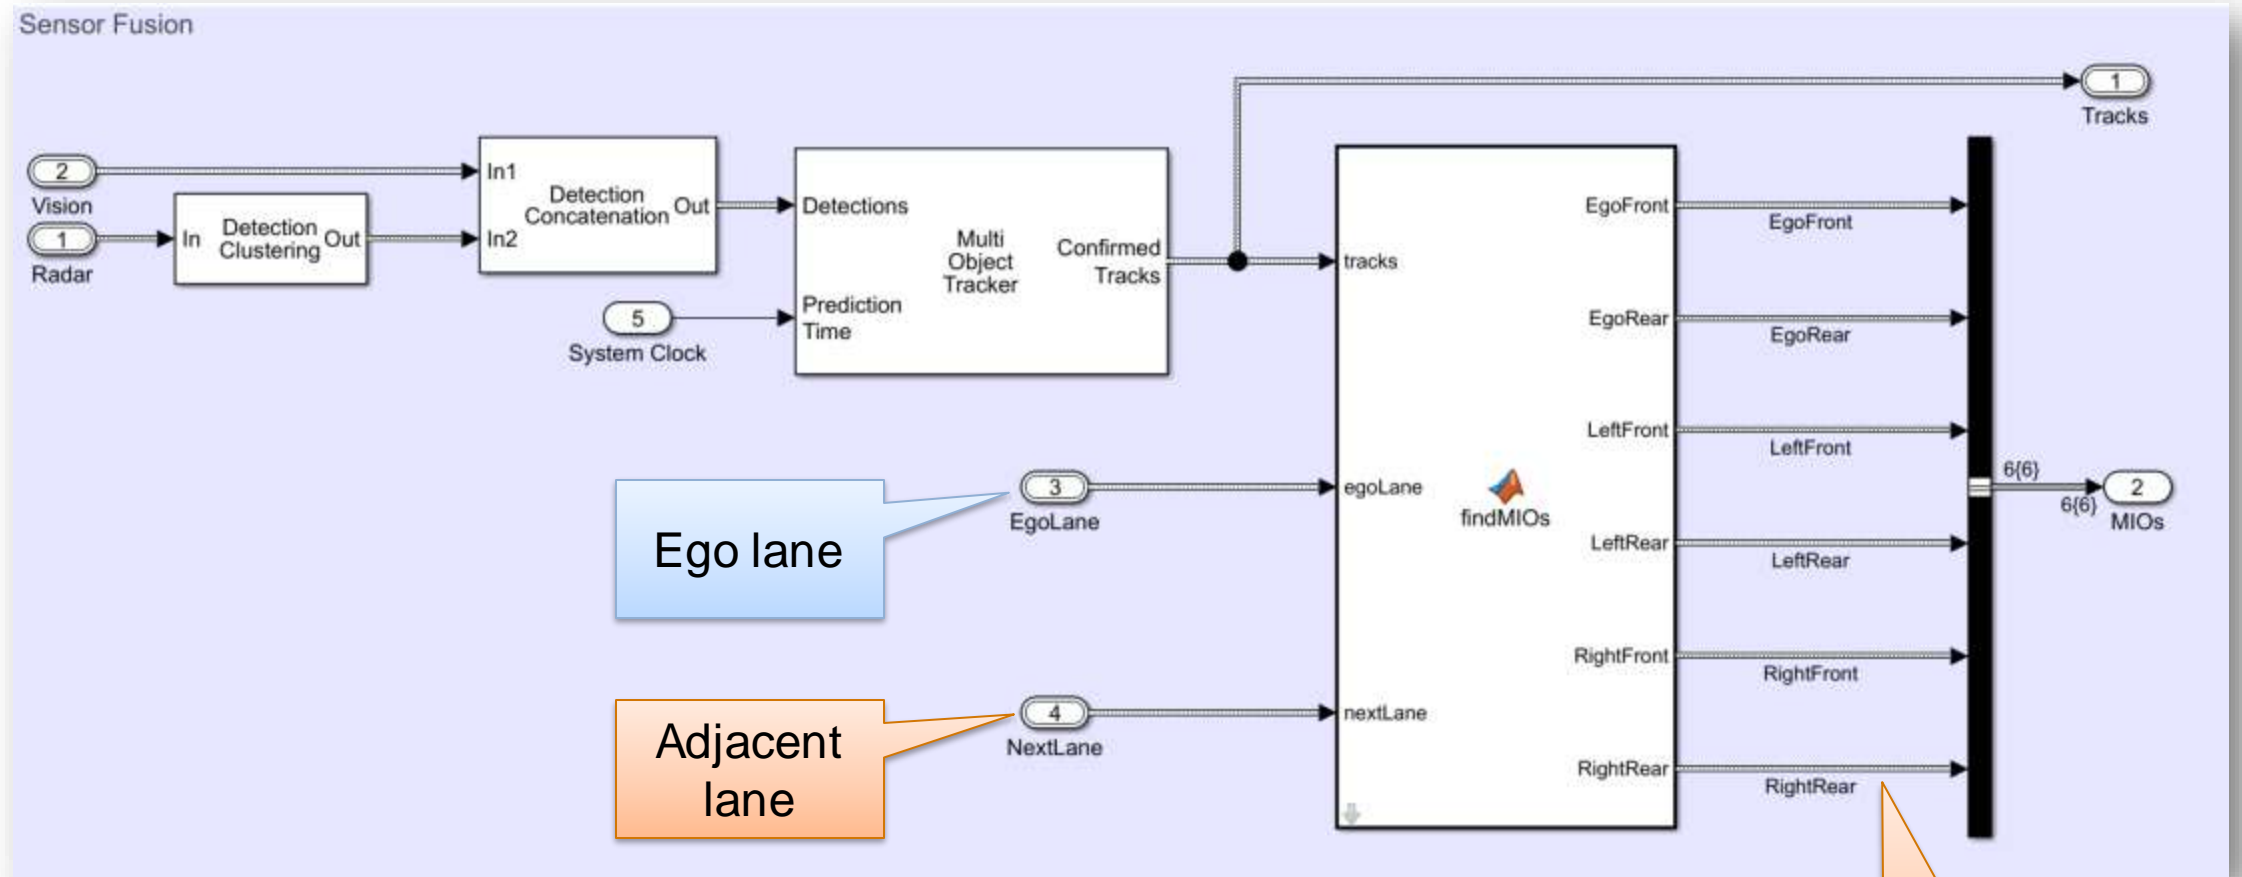 Sensor Fusion
1
Tracks
2
Vision
1
Radar
In
Detection
Clustering
Out
In1
In2
Detection
Concatenation
Out
5
System Clock
Detections
Prediction
Time
Multi
Object
Tracker
Confirmed
Tracks
tracks
egoLane
nextLane
findMIOs
EgoFront
EgoRear
LeftFront
LeftRear
RightFront
RightRear
EgoFront
EgoRear
LeftFront
LeftRear
RightFront
RightRear
6{6}
6{6}
2
MIOs
Ego lane
3
EgoLane
Adjacent
lane
4
NextLane